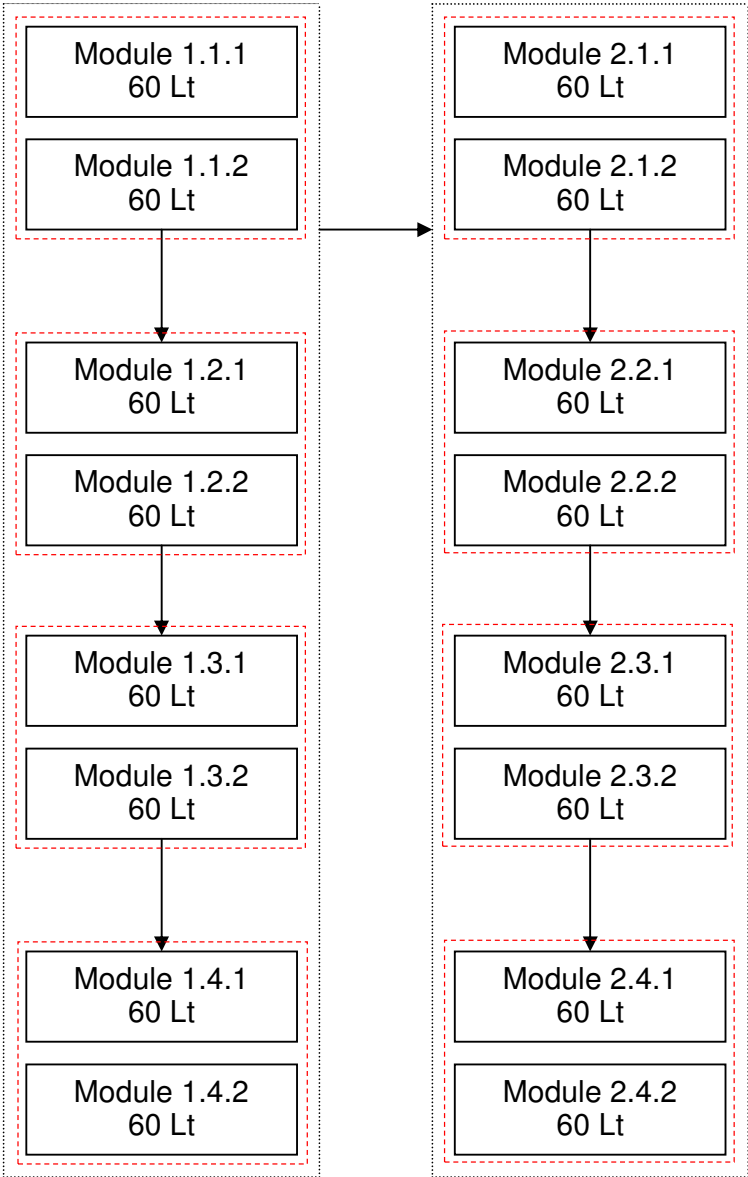 Module 1.1.1
60 Lt
Module 1.1.2
60 Lt
Module 1.2.1
60 Lt
Module 1.2.2
60 Lt
Module 1.3.1
60 Lt
Module 1.3.2
60 Lt
Module 1.4.1
60 Lt
Module 1.4.2
60 Lt
Module 2.1.1
60 Lt
Module 2.1.2
60 Lt
Module 2.2.1
60 Lt
Module 2.2.2
60 Lt
Module 2.3.1
60 Lt
Module 2.3.2
60 Lt
Module 2.4.1
60 Lt
Module 2.4.2
60 Lt